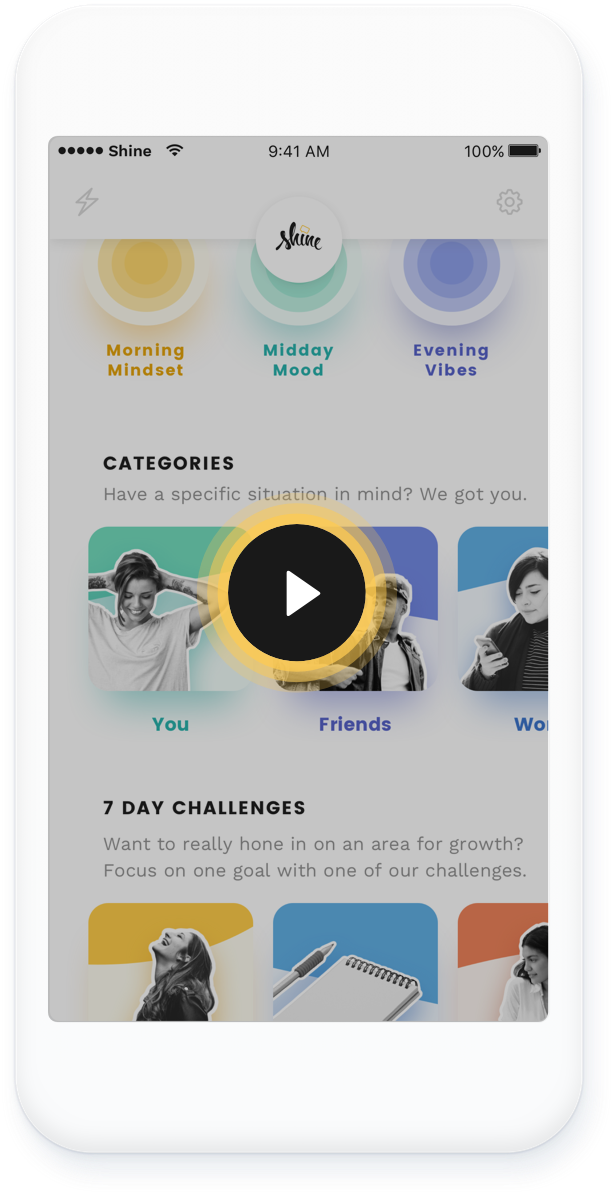 Shine
9:41 AM
100%
shine
Morning
Mindset
Midday
Mood
Evening
Vibes
CATEGORIES
Have a specific situation in mind? We got you.
You
Friends
7 DAY CHALLENGES
Want to really hone in on an area for growth?
Focus on one goal with one of our challenges.